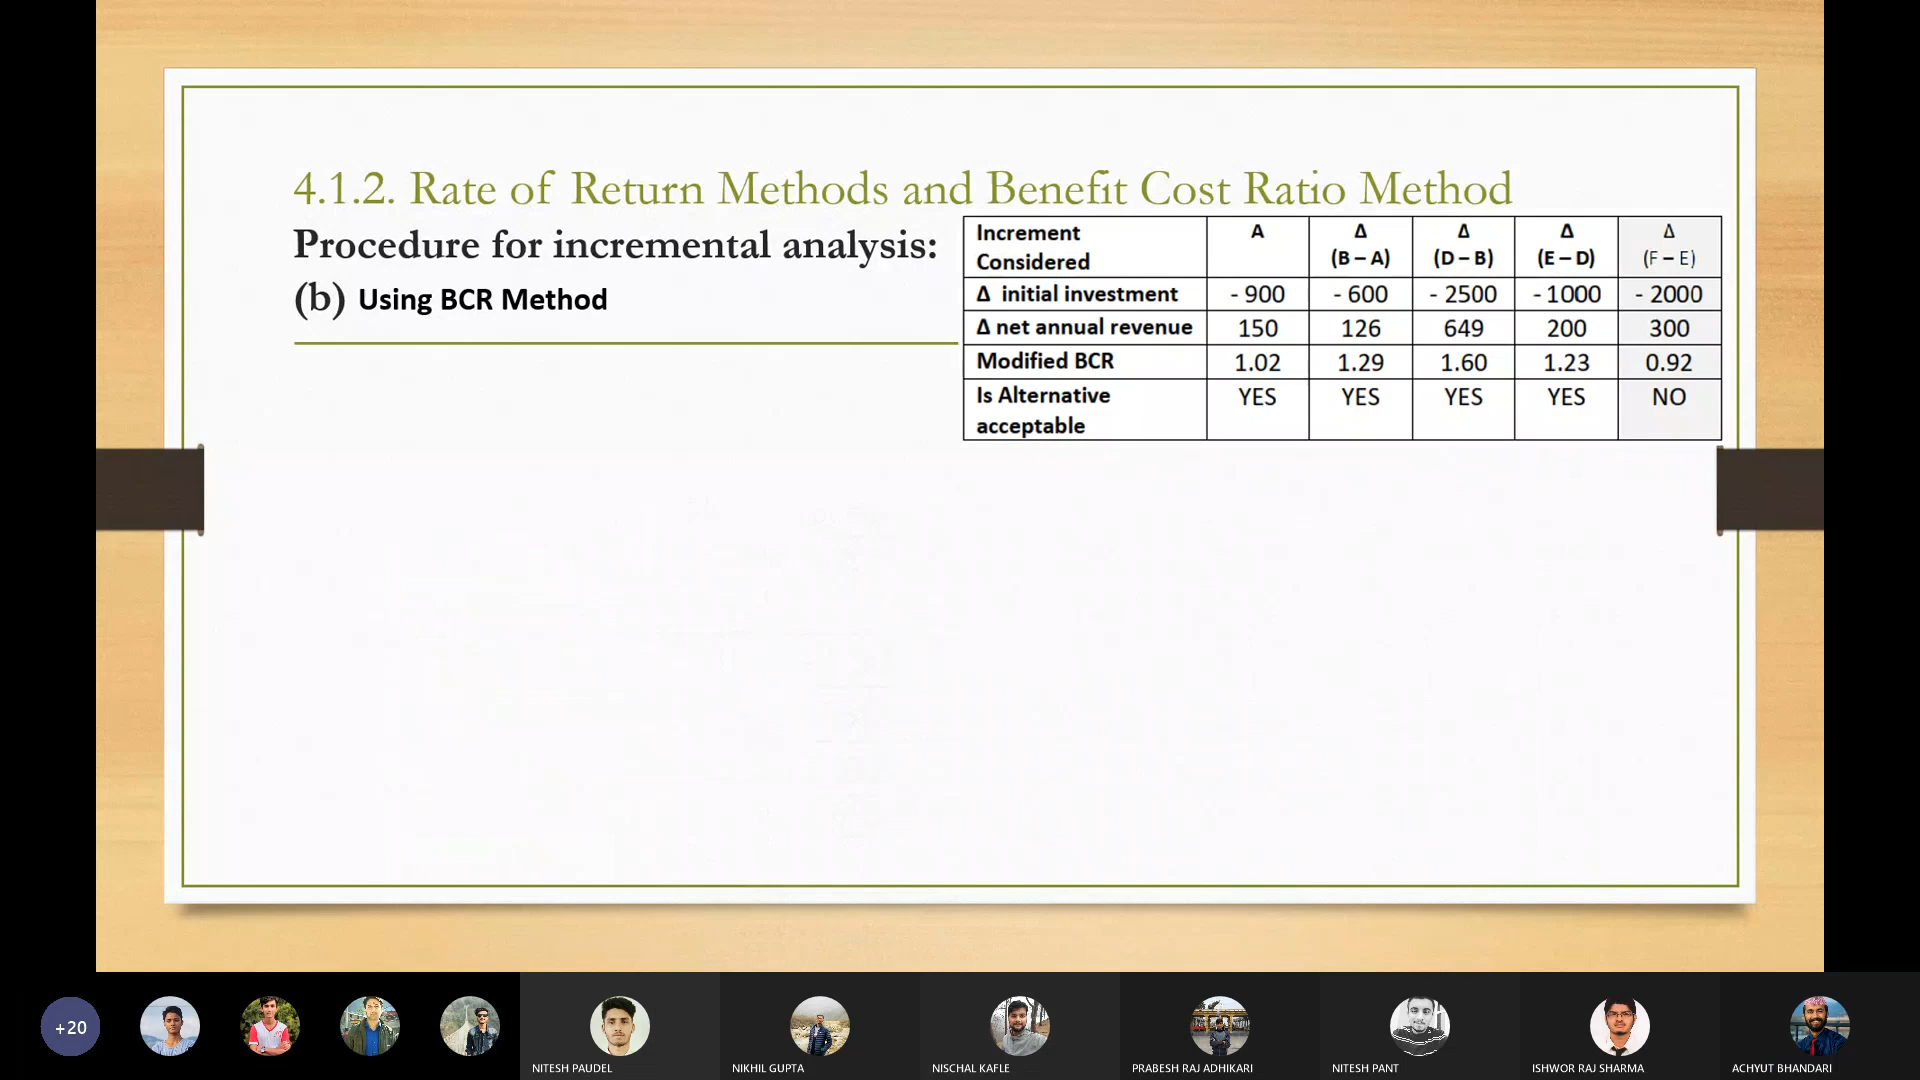 4.1.2. Rate of Return Methods and Benefit Cost Ratio Method
Procedure for incremental analysis:
(b) Using BCR Method
Increment Considered A Δ (B – A) Δ (D – B) Δ (E – D) Δ (F – E)
Δ initial investment - 900 - 600 - 2500 - 1000 - 2000
Δ net annual revenue 150 126 649 200 300
Modified BCR 1.02 1.29 1.60 1.23 0.92
Is Alternative acceptable YES YES YES YES NO
+20
NITESH PAUDEL
NIKHIL GUPTA
NISCHAL KAFLE
PRABESH RAJ ADHIKARI
NITESH PANT
ISHWOR RAJ SHARMA
ACHYUT BHANDARI